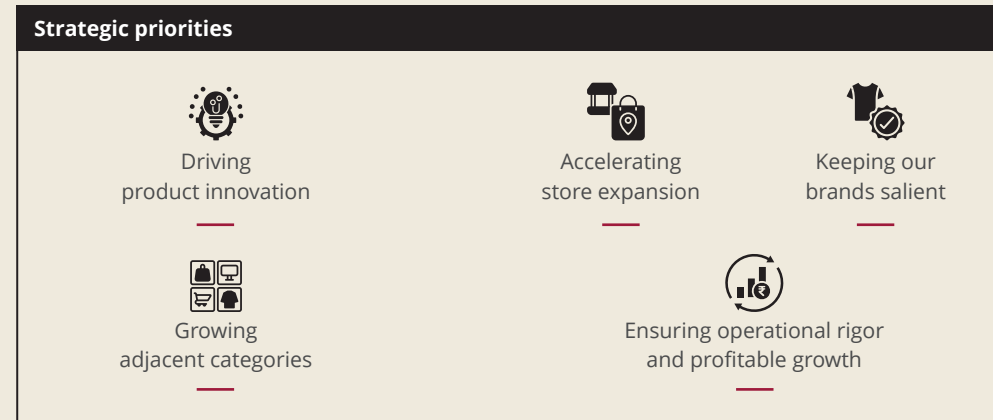 Strategic priorities
Driving
product innovation
Accelerating
store expansion
Keeping our
brands salient
Growing
adjacent categories
₹
Ensuring operational rigor
and profitable growth